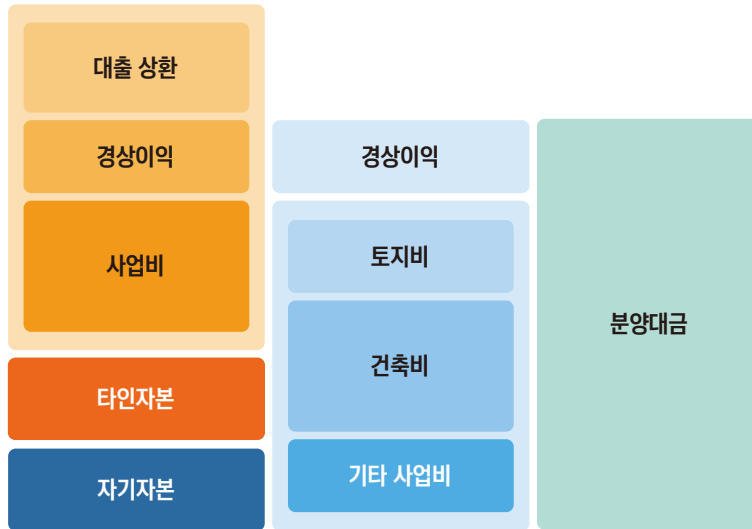 대출 상환
경상이익
사업비
타인자본
자기자본
경상이익
토지비
건축비
기타 사업비
분양대금